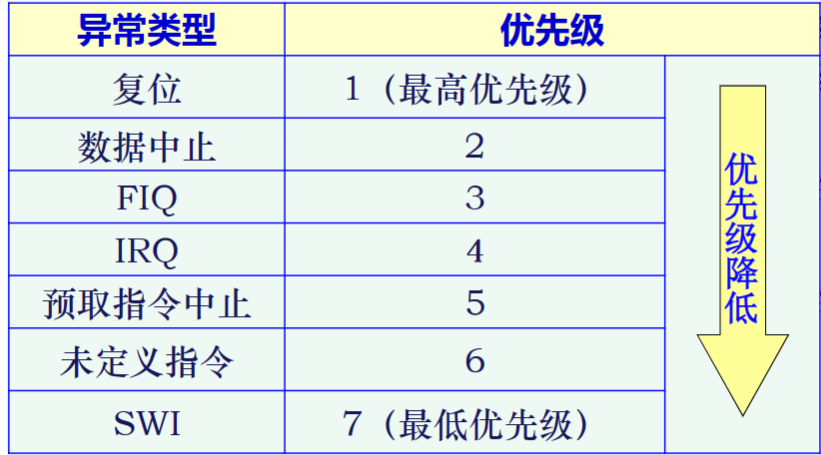 异常类型 优先级
复位 1（最高优先级）
数据中止 2
FIQ 3
IRQ 4
预取指令中止 5
未定义指令 6
SWI 7（最低优先级）
优先级降低